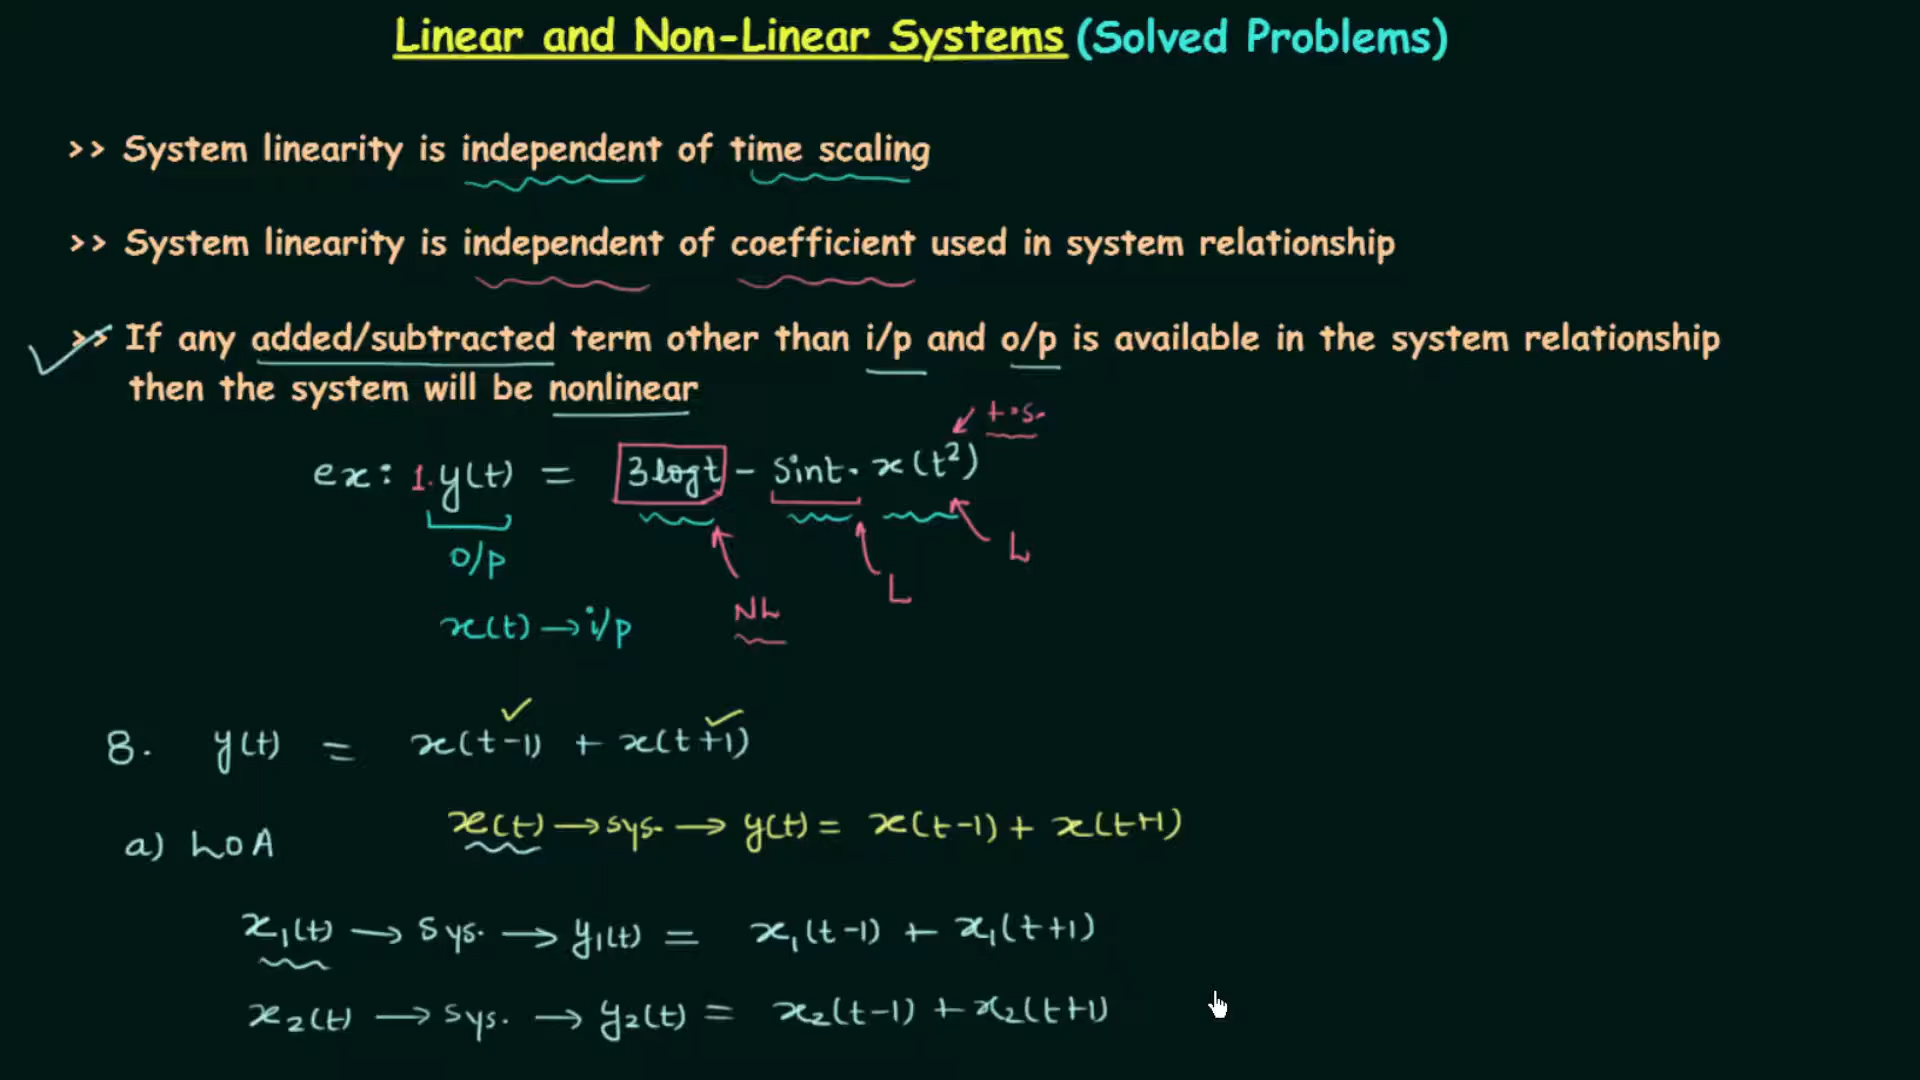 Linear and Non-Linear Systems (Solved Problems)
>> System linearity is independent of time scaling
>> System linearity is independent of coefficient used in system relationship
>> If any added/subtracted term other than i/p and o/p is available in the system relationship
then the system will be nonlinear
t.s.
ex: 1.y(t) = 3logt - Sint. x(t²)
o/p L
NL L
x(t) → i/p
8. y(t) = x(t-1) + x(t+1)
a) LOA x(t) → sys. → y(t) = x(t-1) + x(t+1)
x₁(t) → Sys. → y₁(t) = x₁(t-1) + x₁(t+1)
x₂(t) → Sys. → y₂(t) = x₂(t-1) + x₂(t+1)